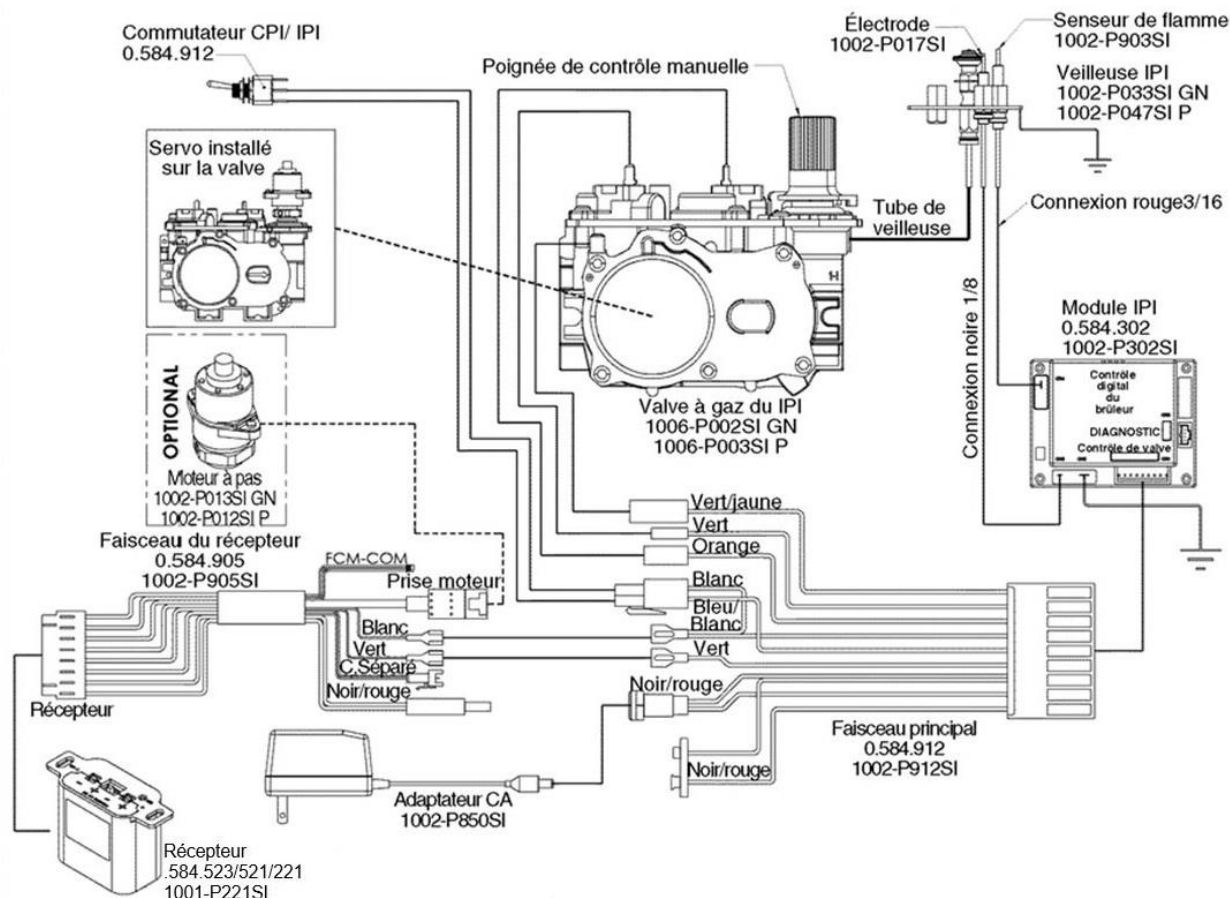 Commutateur CPI/ IPI
0.584.912
Poignée de contrôle manuelle
Électrode
1002-P017SI
Senseur de flamme
1002-P903SI
Veilleuse IPI
1002-P033SI GN
1002-P047SI P
Servo installé
sur la valve
Tube de
veilleuse
Connexion rouge3/16
Connexion noire 1/8
Module IPI
0.584.302
1002-P302SI
Contrôle
digital
du
brûleur
DIAGNOSTIC
Contrôle de valve
Valve à gaz du IPI
1006-P002SI GN
1006-P003SI P
OPTIONAL
Moteur à pas
1002-P013SI GN
1002-P012SI P
Faisceau du récepteur
0.584.905
1002-P905SI
FCM-COM
Prise moteur
Vert/jaune
Vert
Orange
Blanc
Bleu/
Blanc
Vert
Blanc
Vert
C.Séparé
Noir/rouge
Noir/rouge
Noir/rouge
Récepteur
Faisceau principal
0.584.912
1002-P912SI
Adaptateur CA
1002-P850SI
Récepteur
.584.523/521/221
1001-P221SI